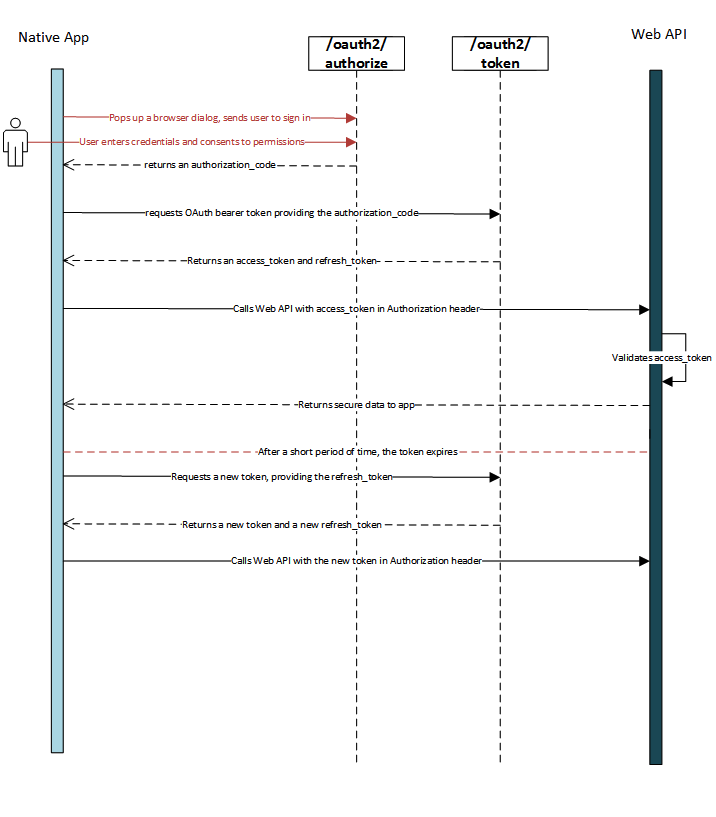 Native App
/oauth2/
authorize
/oauth2/
token
Web API
Pops up a browser dialog, sends user to sign in
User enters credentials and consents to permissions
returns an authorization_code
requests OAuth bearer token providing the authorization_code
Returns an access_token and refresh_token
Calls Web API with access_token in Authorization header
Validates access_token
Returns secure data to app
After a short period of time, the token expires
Requests a new token, providing the refresh_token
Returns a new token and a new refresh_token
Calls Web API with the new token in Authorization header